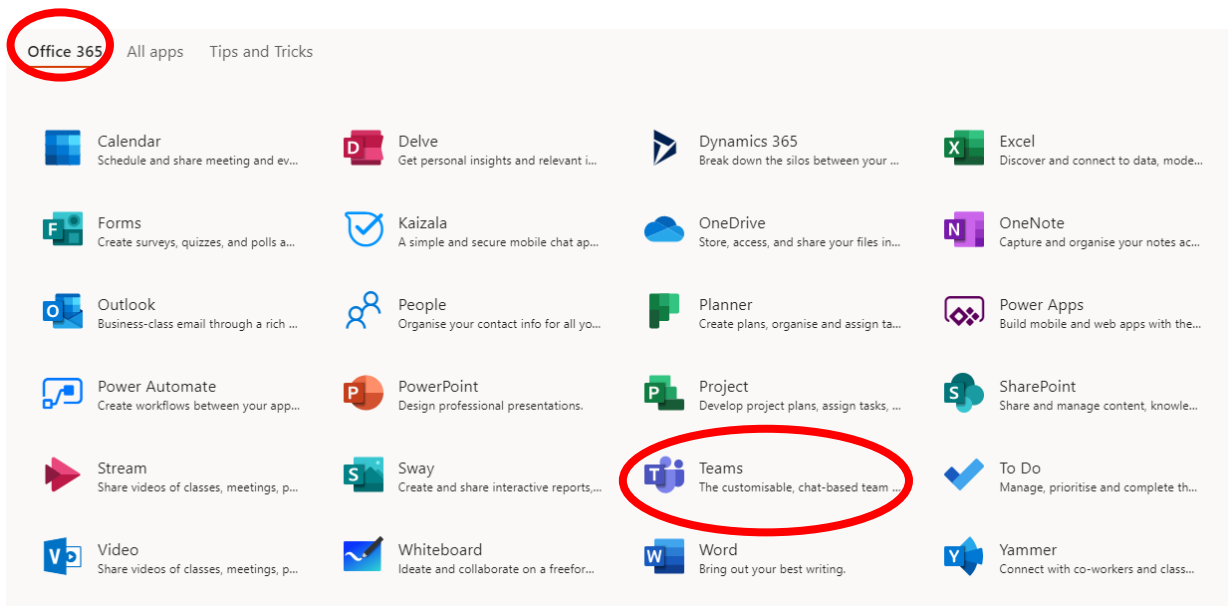 Office 365 All apps Tips and Tricks
Calendar
Schedule and share meeting and ev...
Delve
Get personal insights and relevant i...
Dynamics 365
Break down the silos between your ...
Excel
Discover and connect to data, mode...
Forms
Create surveys, quizzes, and polls a...
Kaizala
A simple and secure mobile chat ap...
OneDrive
Store, access, and share your files in...
OneNote
Capture and organise your notes ac...
Outlook
Business-class email through a rich ...
People
Organise your contact info for all yo...
Planner
Create plans, organise and assign ta...
Power Apps
Build mobile and web apps with the...
Power Automate
Create workflows between your app...
PowerPoint
Design professional presentations.
Project
Develop project plans, assign tasks, ...
SharePoint
Share and manage content, knowle...
Stream
Share videos of classes, meetings, p...
Sway
Create and share interactive reports,...
Teams
The customisable, chat-based team ...
To Do
Manage, prioritise and complete th...
Video
Share videos of classes, meetings, p...
Whiteboard
Ideate and collaborate on a freefor...
Word
Bring out your best writing.
Yammer
Connect with co-workers and class...